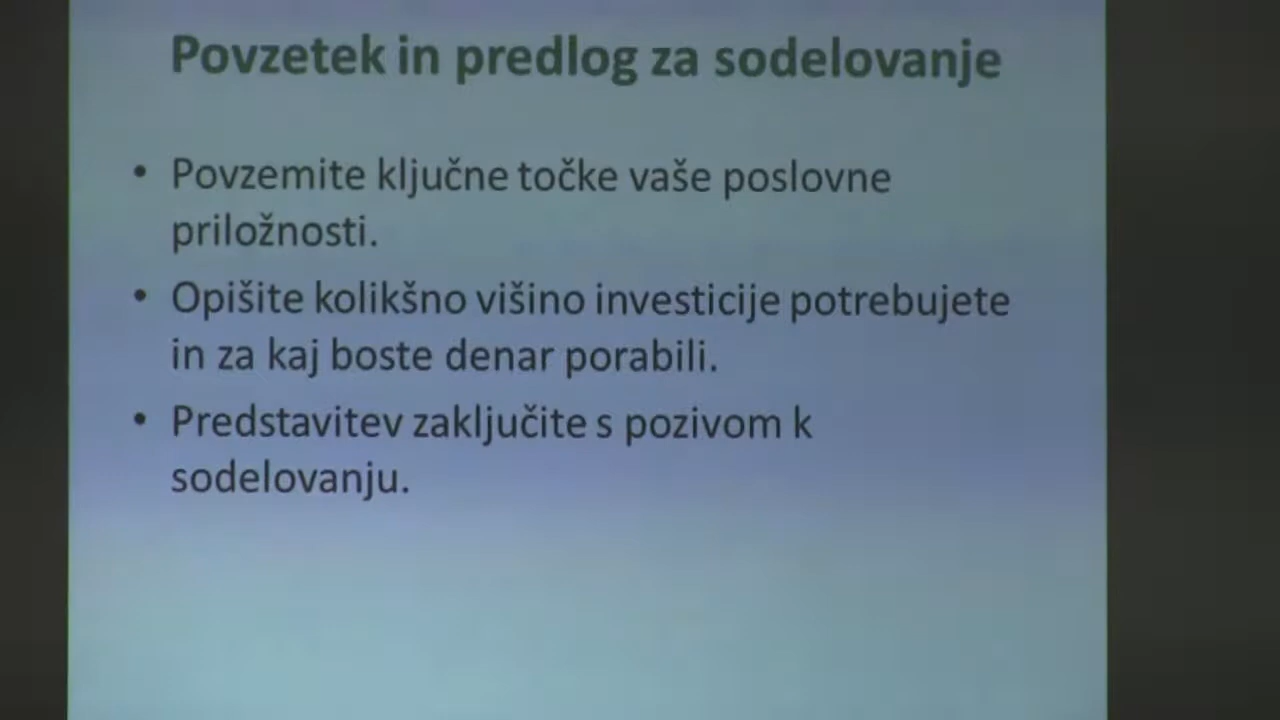 Povzetek in predlog za sodelovanje
• Povzemite ključne točke vaše poslovne
priložnosti.
• Opišite kolikšno višino investicije potrebujete
in za kaj boste denar porabili.
• Predstavitev zaključite s pozivom k
sodelovanju.